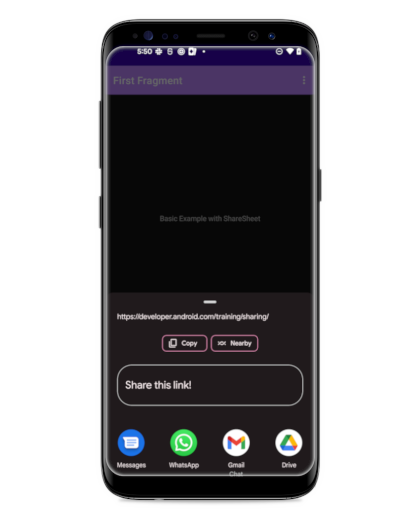 5:50
First Fragment
Basic Example with ShareSheet
https://developer.android.com/training/sharing/
Copy Nearby
Share this link!
Messages WhatsApp Gmail Drive
Chat